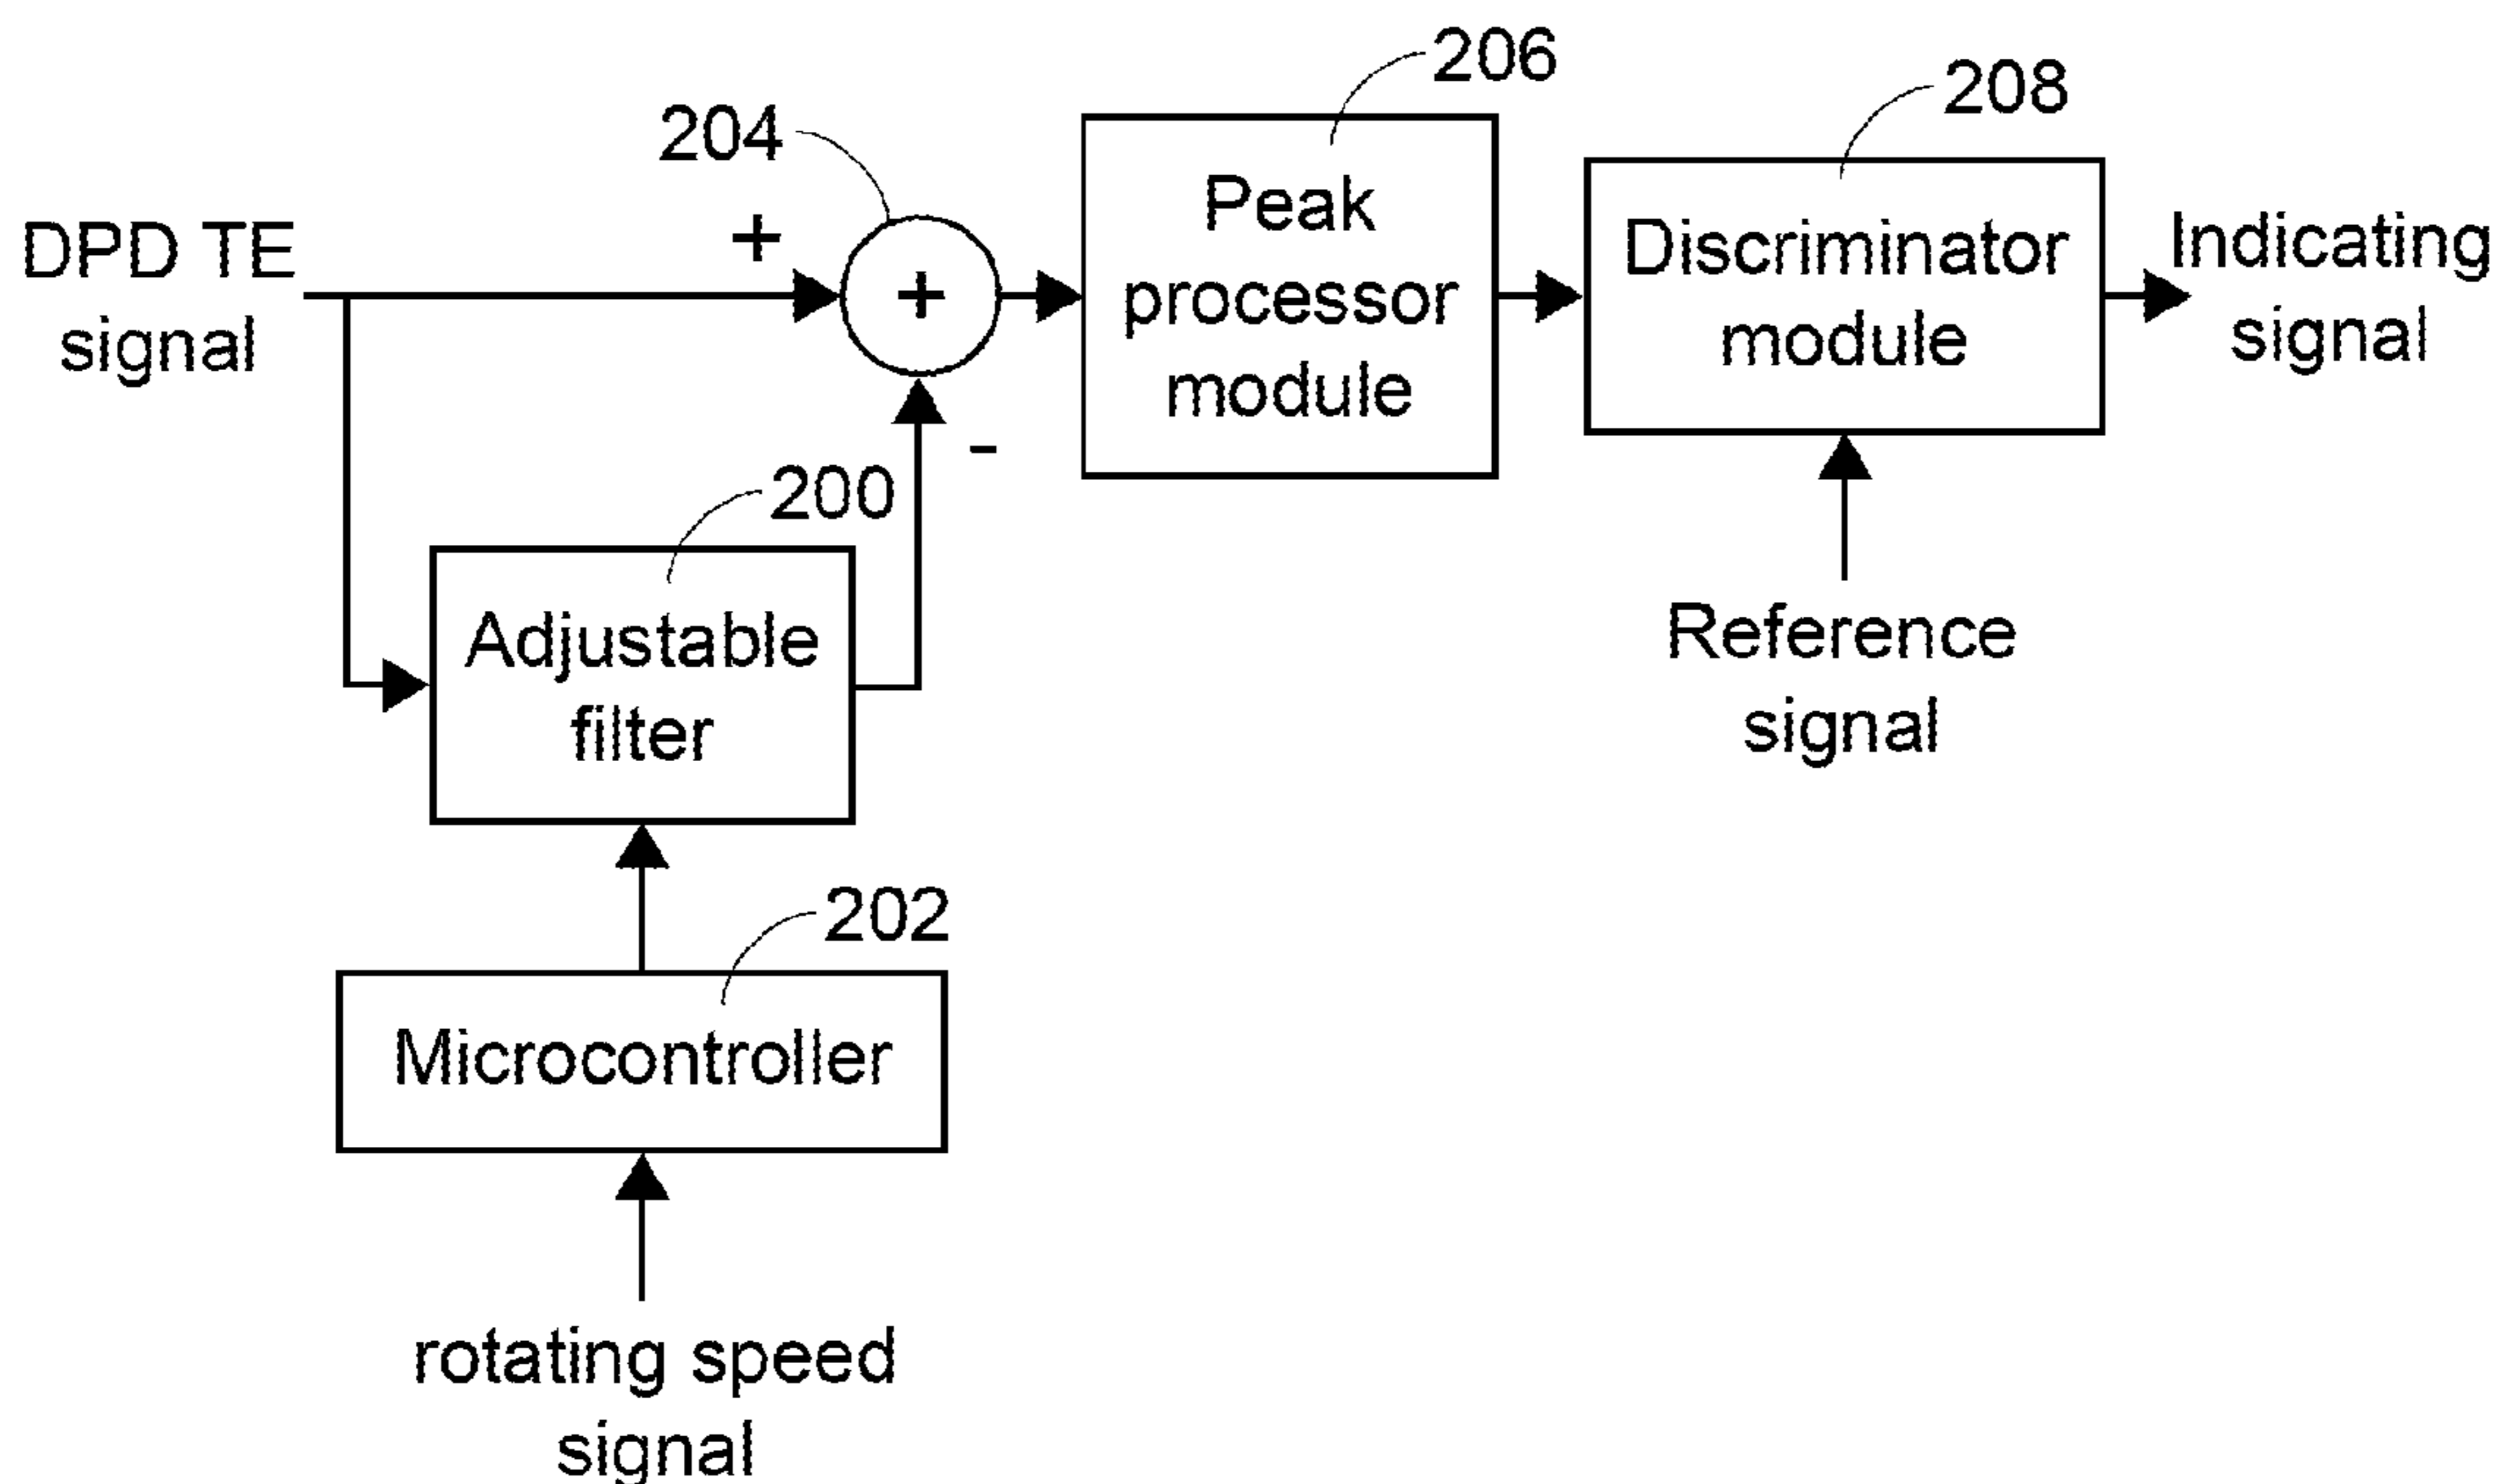 206
208
204
DPD TE
signal
+
+
Peak
processor
module
Discriminator
module
Indicating
signal
-
200
Adjustable
filter
Reference
signal
202
Microcontroller
rotating speed
signal